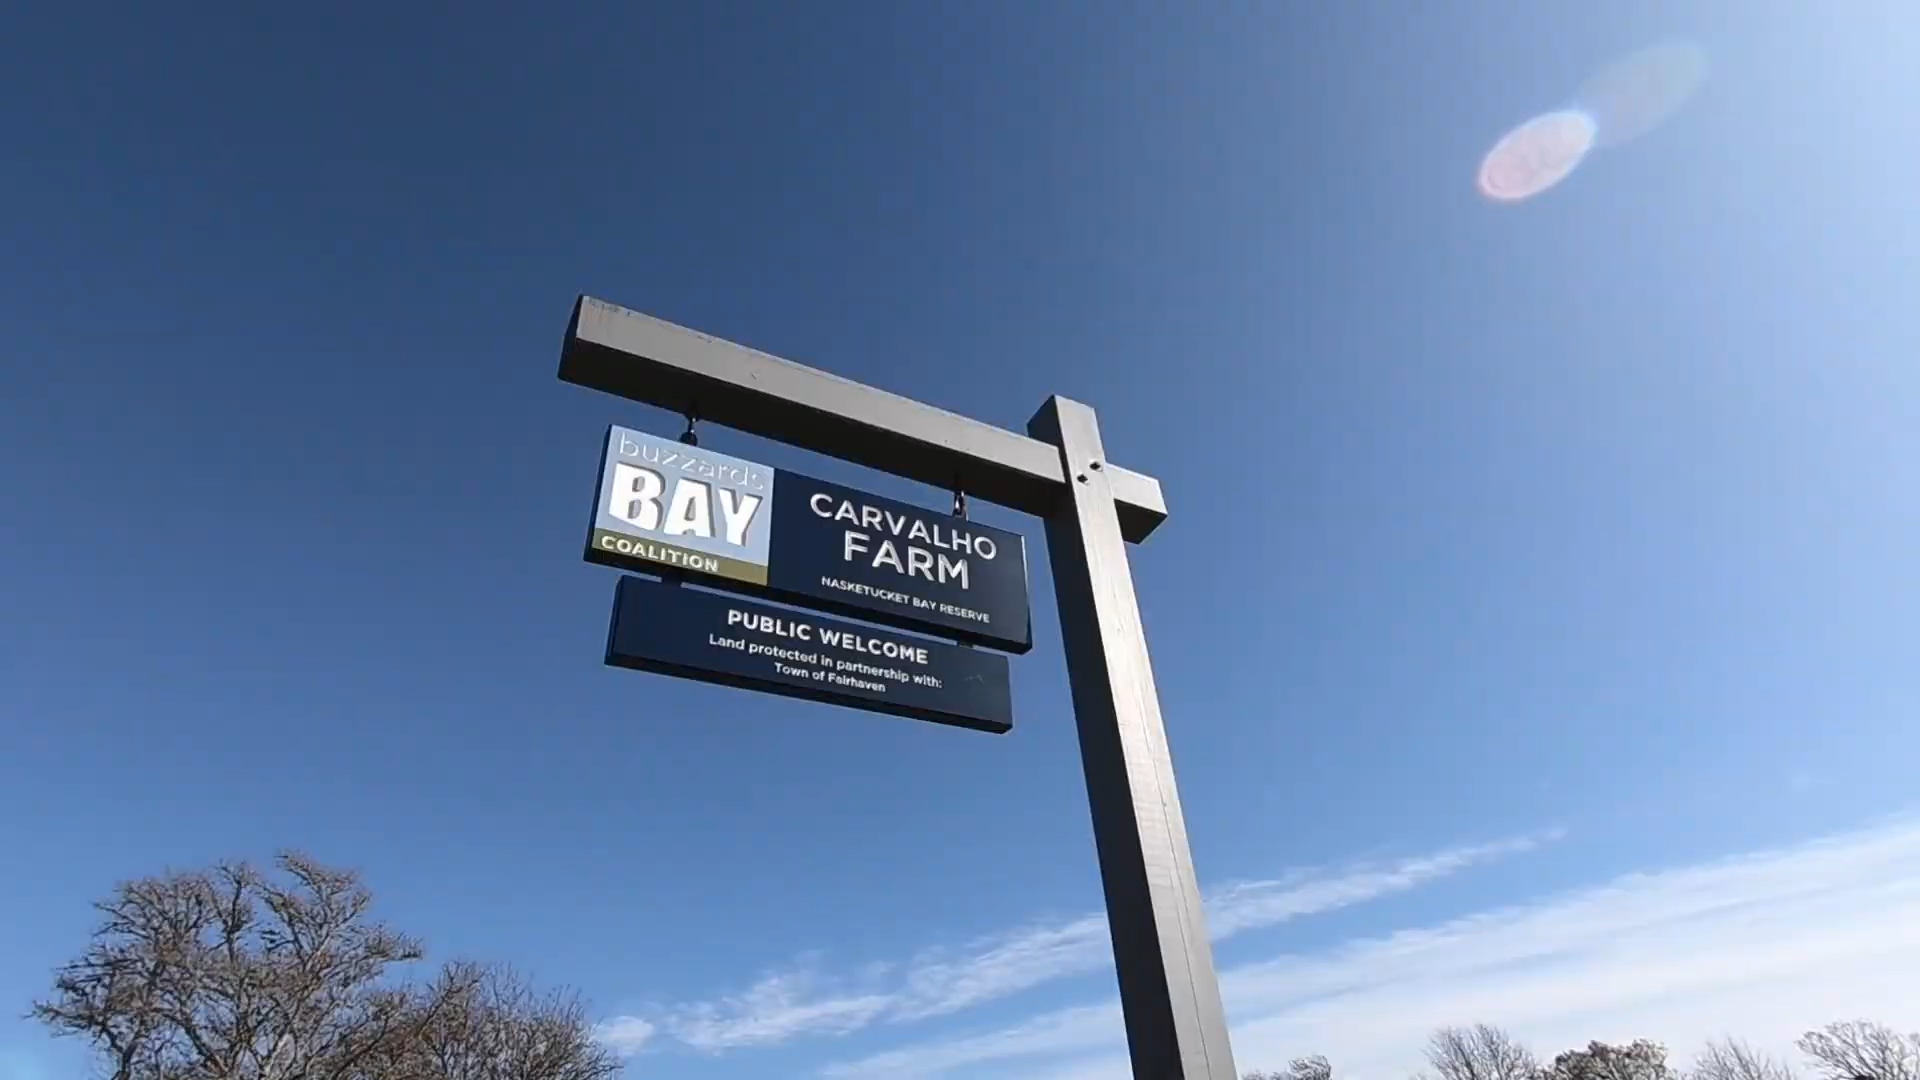 buzzards
BAY
COALITION
CARVALHO
FARM
NASKETUCKET BAY RESERVE
PUBLIC WELCOME
Land protected in partnership with:
Town of Fairhaven